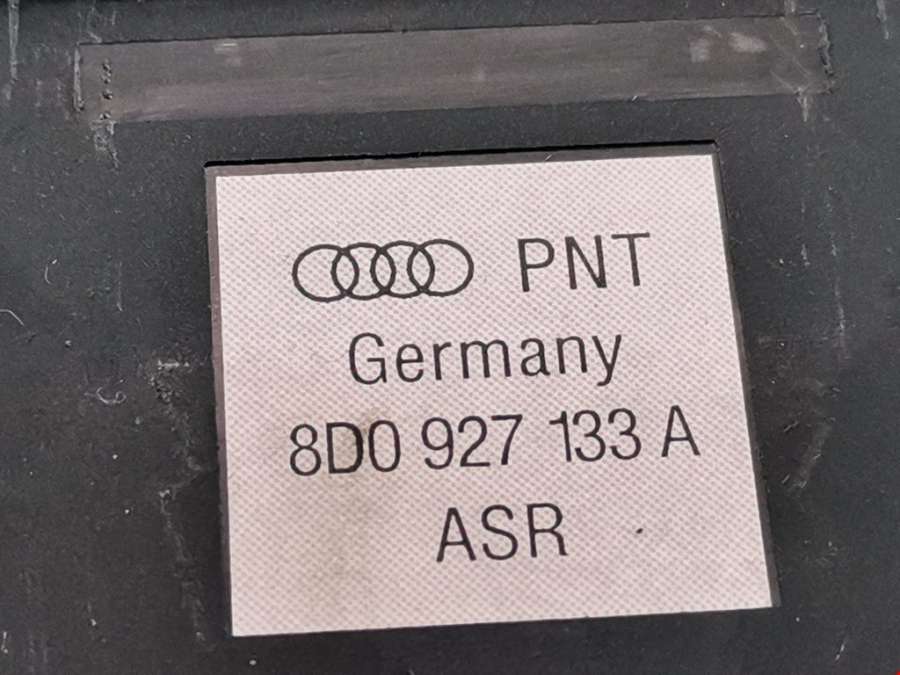 PNT
Germany
8D0 927 133 A
ASR